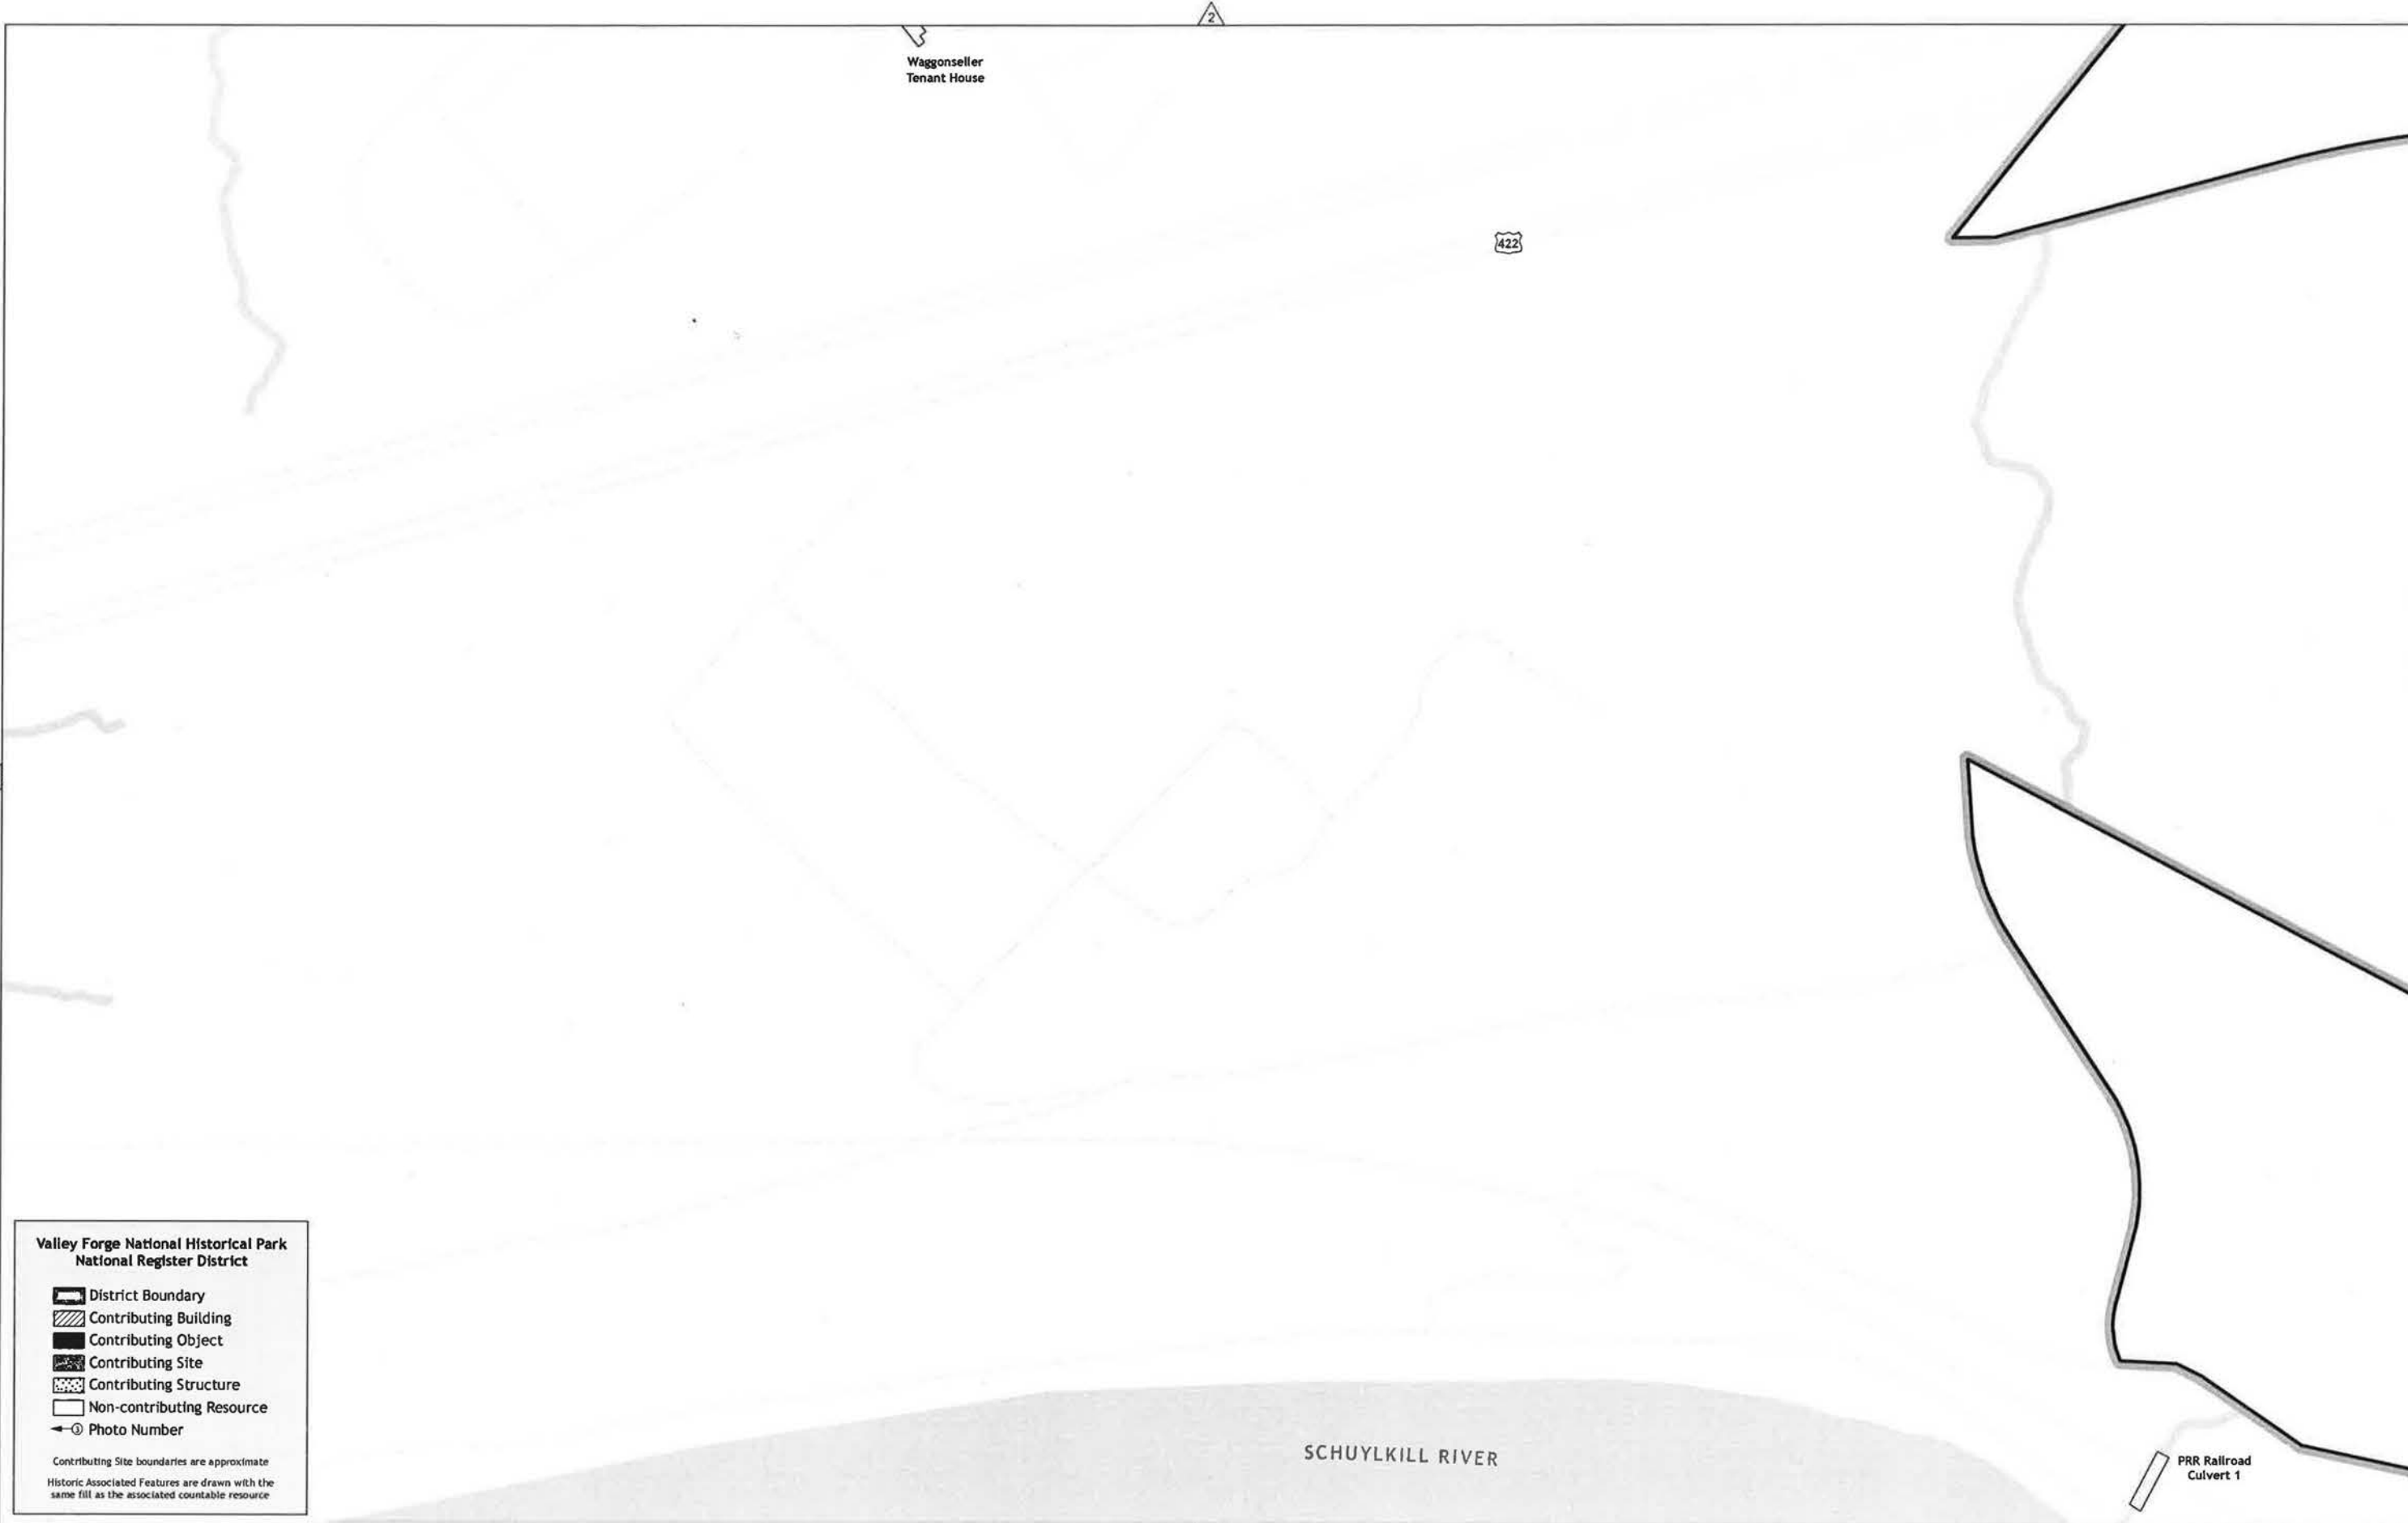 2
Waggonseller
Tenant House
422
Valley Forge National Historical Park
National Register District
District Boundary
Contributing Building
Contributing Object
Contributing Site
Contributing Structure
Non-contributing Resource
Photo Number
Contributing Site boundaries are approximate
Historic Associated Features are drawn with the
same fill as the associated countable resource
SCHUYLKILL RIVER
PRR Railroad
Culvert 1